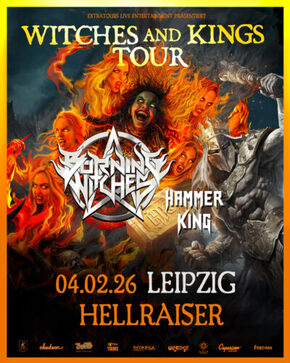 EXTRATOURS LIVE ENTERTAINMENT PRÄSENTIERT
WITCHES AND KINGS
TOUR
BURNING
WITCHES
HAMMER
KING
04.02.26 LEIPZIG
HELLRAISER